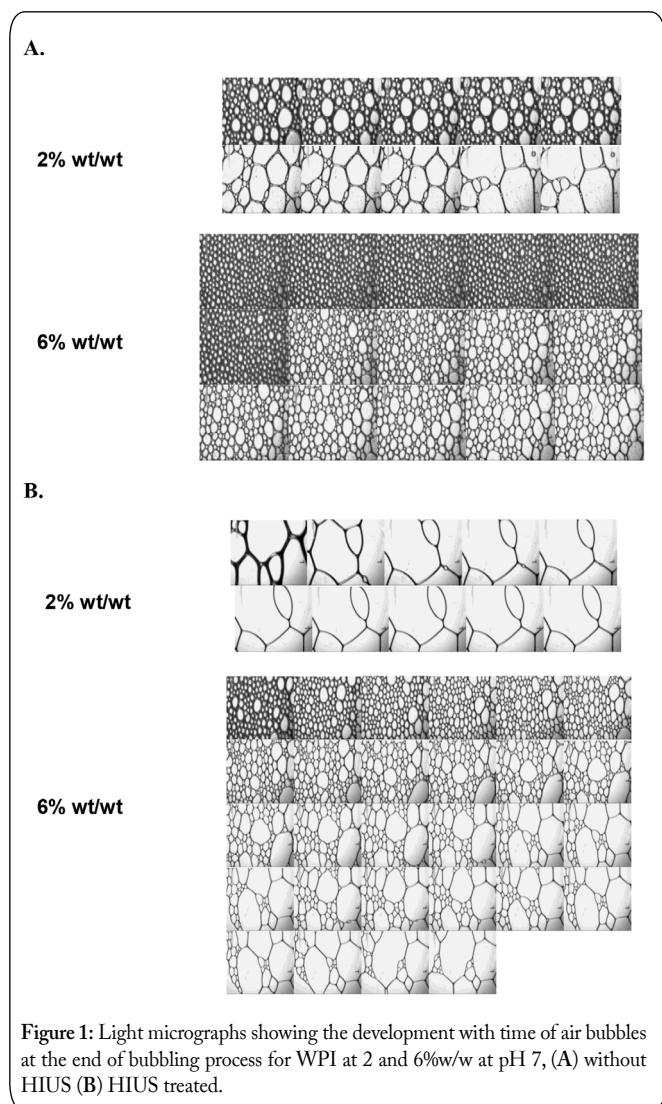 A.
2% wt/wt
6% wt/wt
B.
2% wt/wt
6% wt/wt
Figure 1: Light micrographs showing the development with time of air bubbles
at the end of bubbling process for WPI at 2 and 6%w/w at pH 7, (A) without
HIUS (B) HIUS treated.